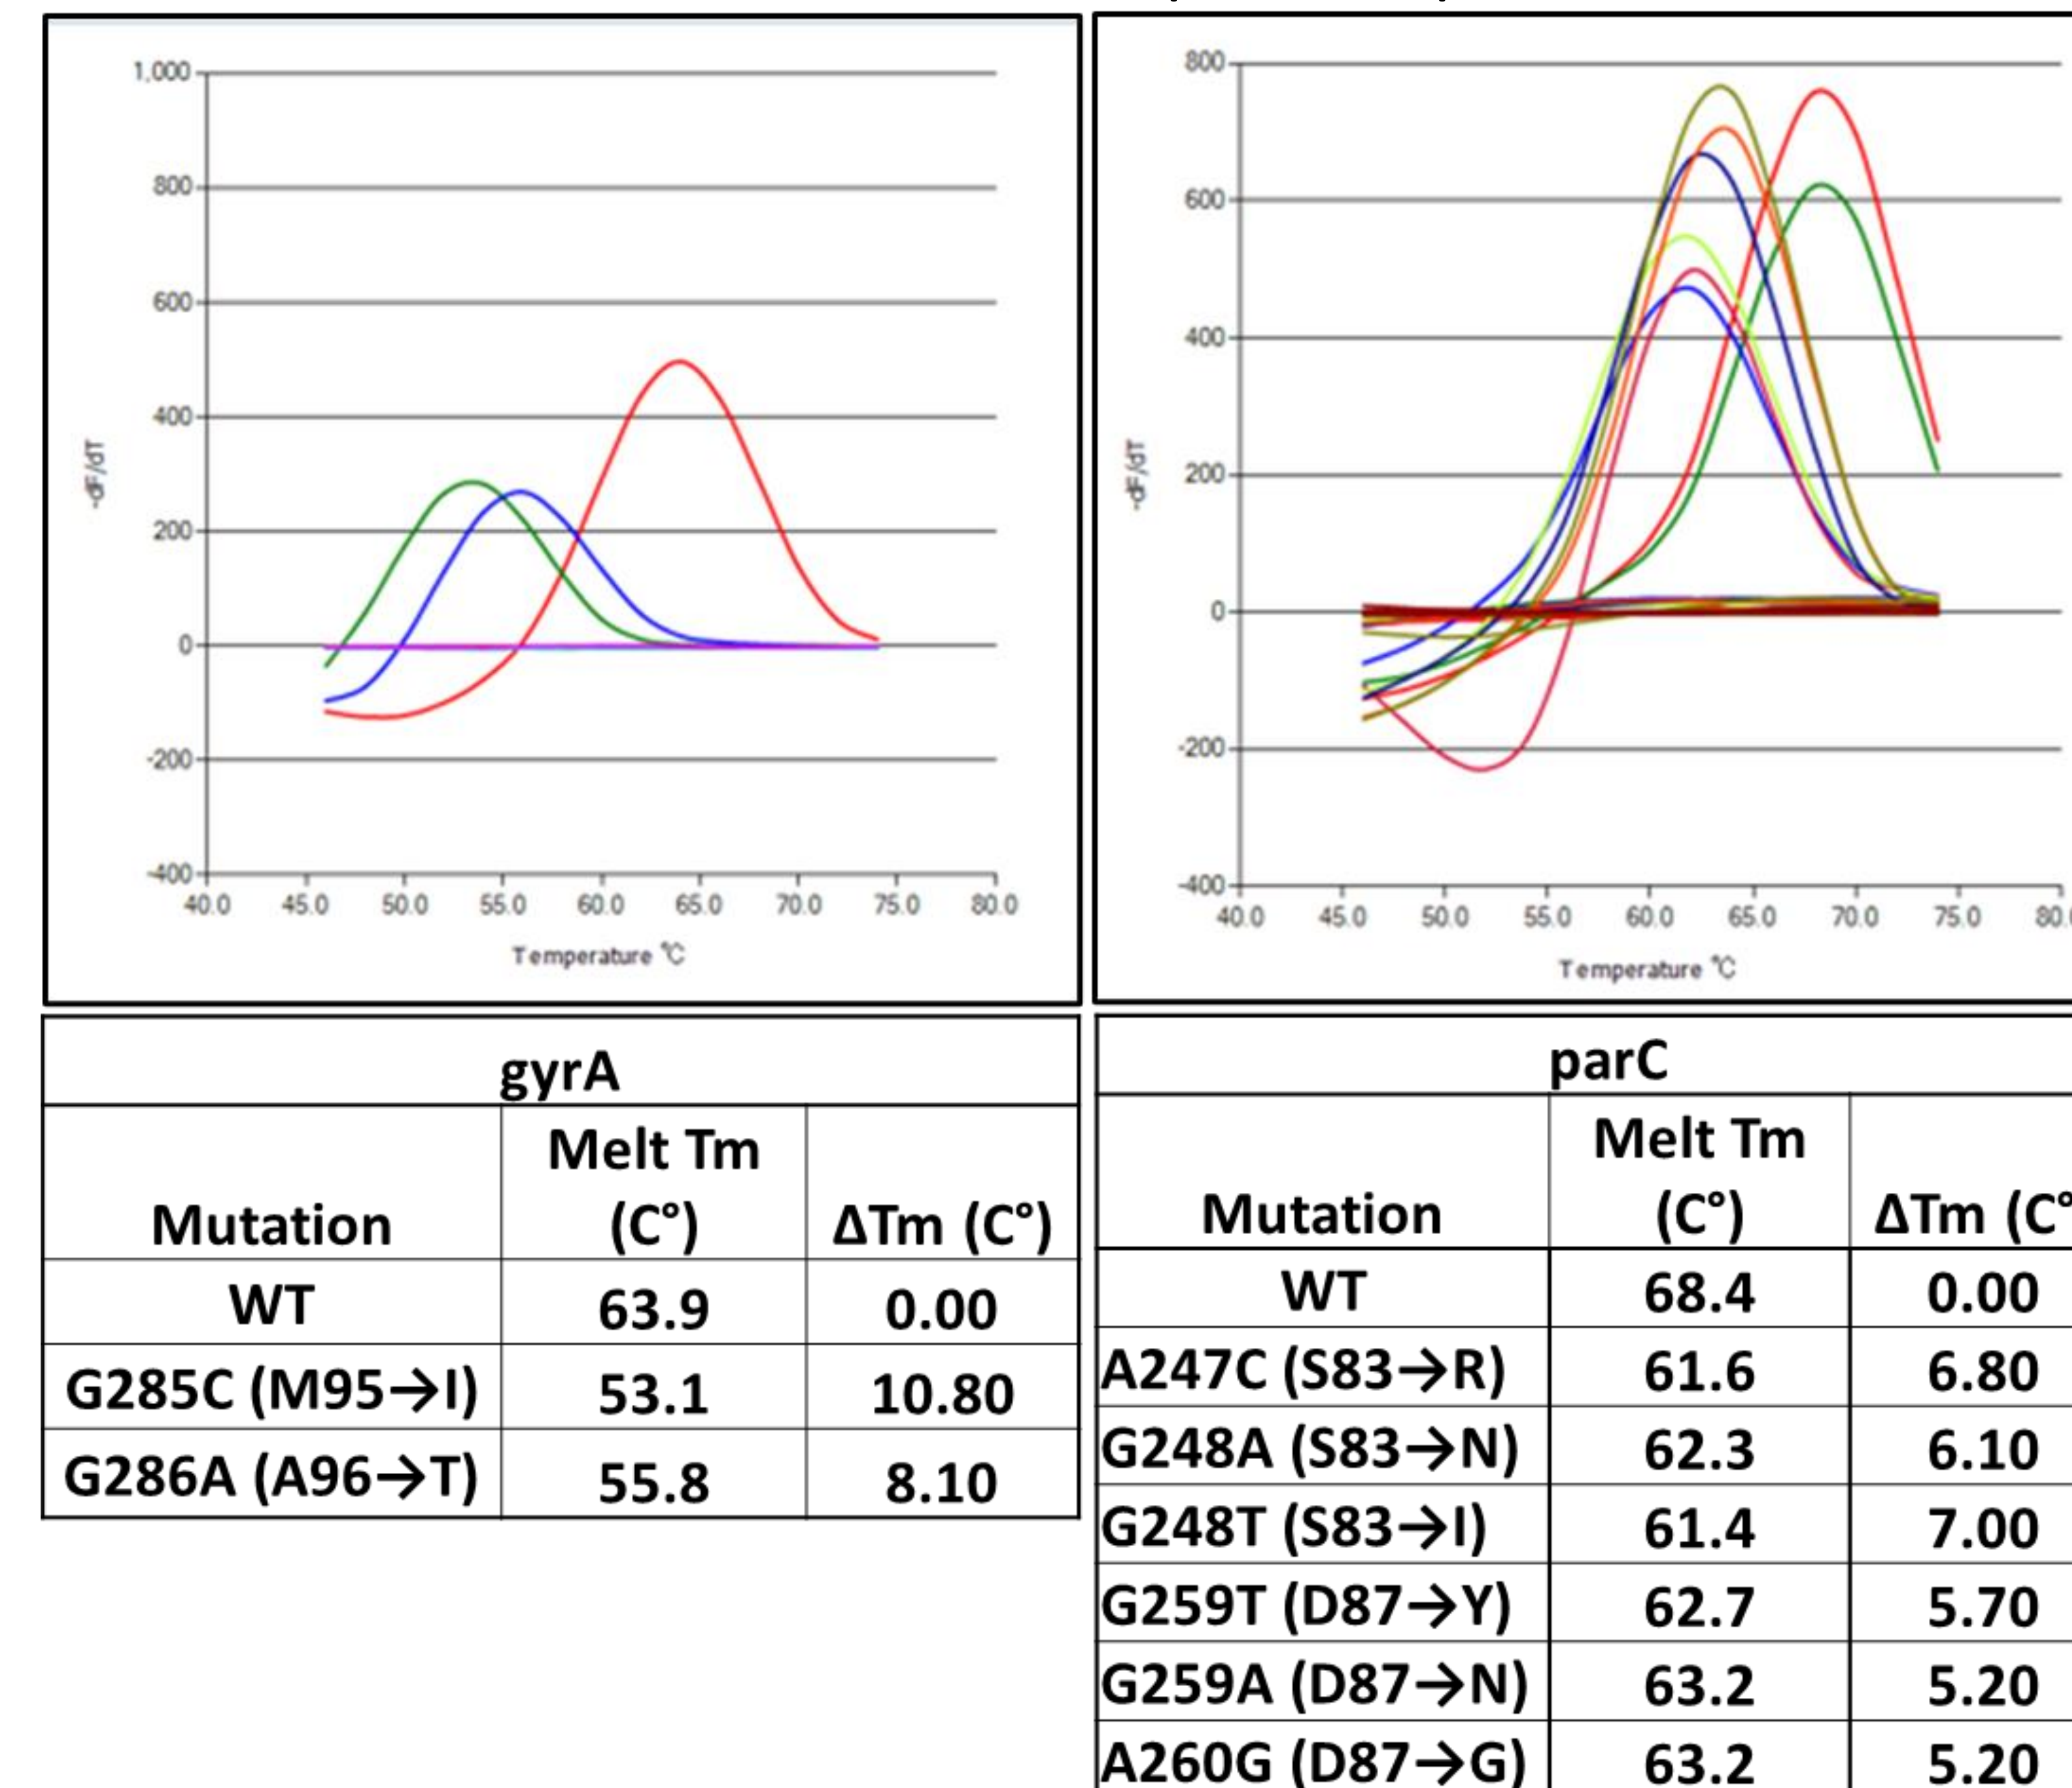 1,000
800
600
400
200
0
-200
-400
-dF/dT
40.0 45.0 50.0 55.0 60.0 65.0 70.0 75.0 80.0
Temperature °C
800
600
400
200
0
-200
-400
-dF/dT
40.0 45.0 50.0 55.0 60.0 65.0 70.0 75.0 80.
Temperature °C
gyrA
Mutation Melt Tm (C°) ΔTm (C°)
WT 63.9 0.00
G285C (M95→I) 53.1 10.80
G286A (A96→T) 55.8 8.10
parC
Mutation Melt Tm (C°) ΔTm (C°
WT 68.4 0.00
A247C (S83→R) 61.6 6.80
G248A (S83→N) 62.3 6.10
G248T (S83→I) 61.4 7.00
G259T (D87→Y) 62.7 5.70
G259A (D87→N) 63.2 5.20
A260G (D87→G) 63.2 5.20